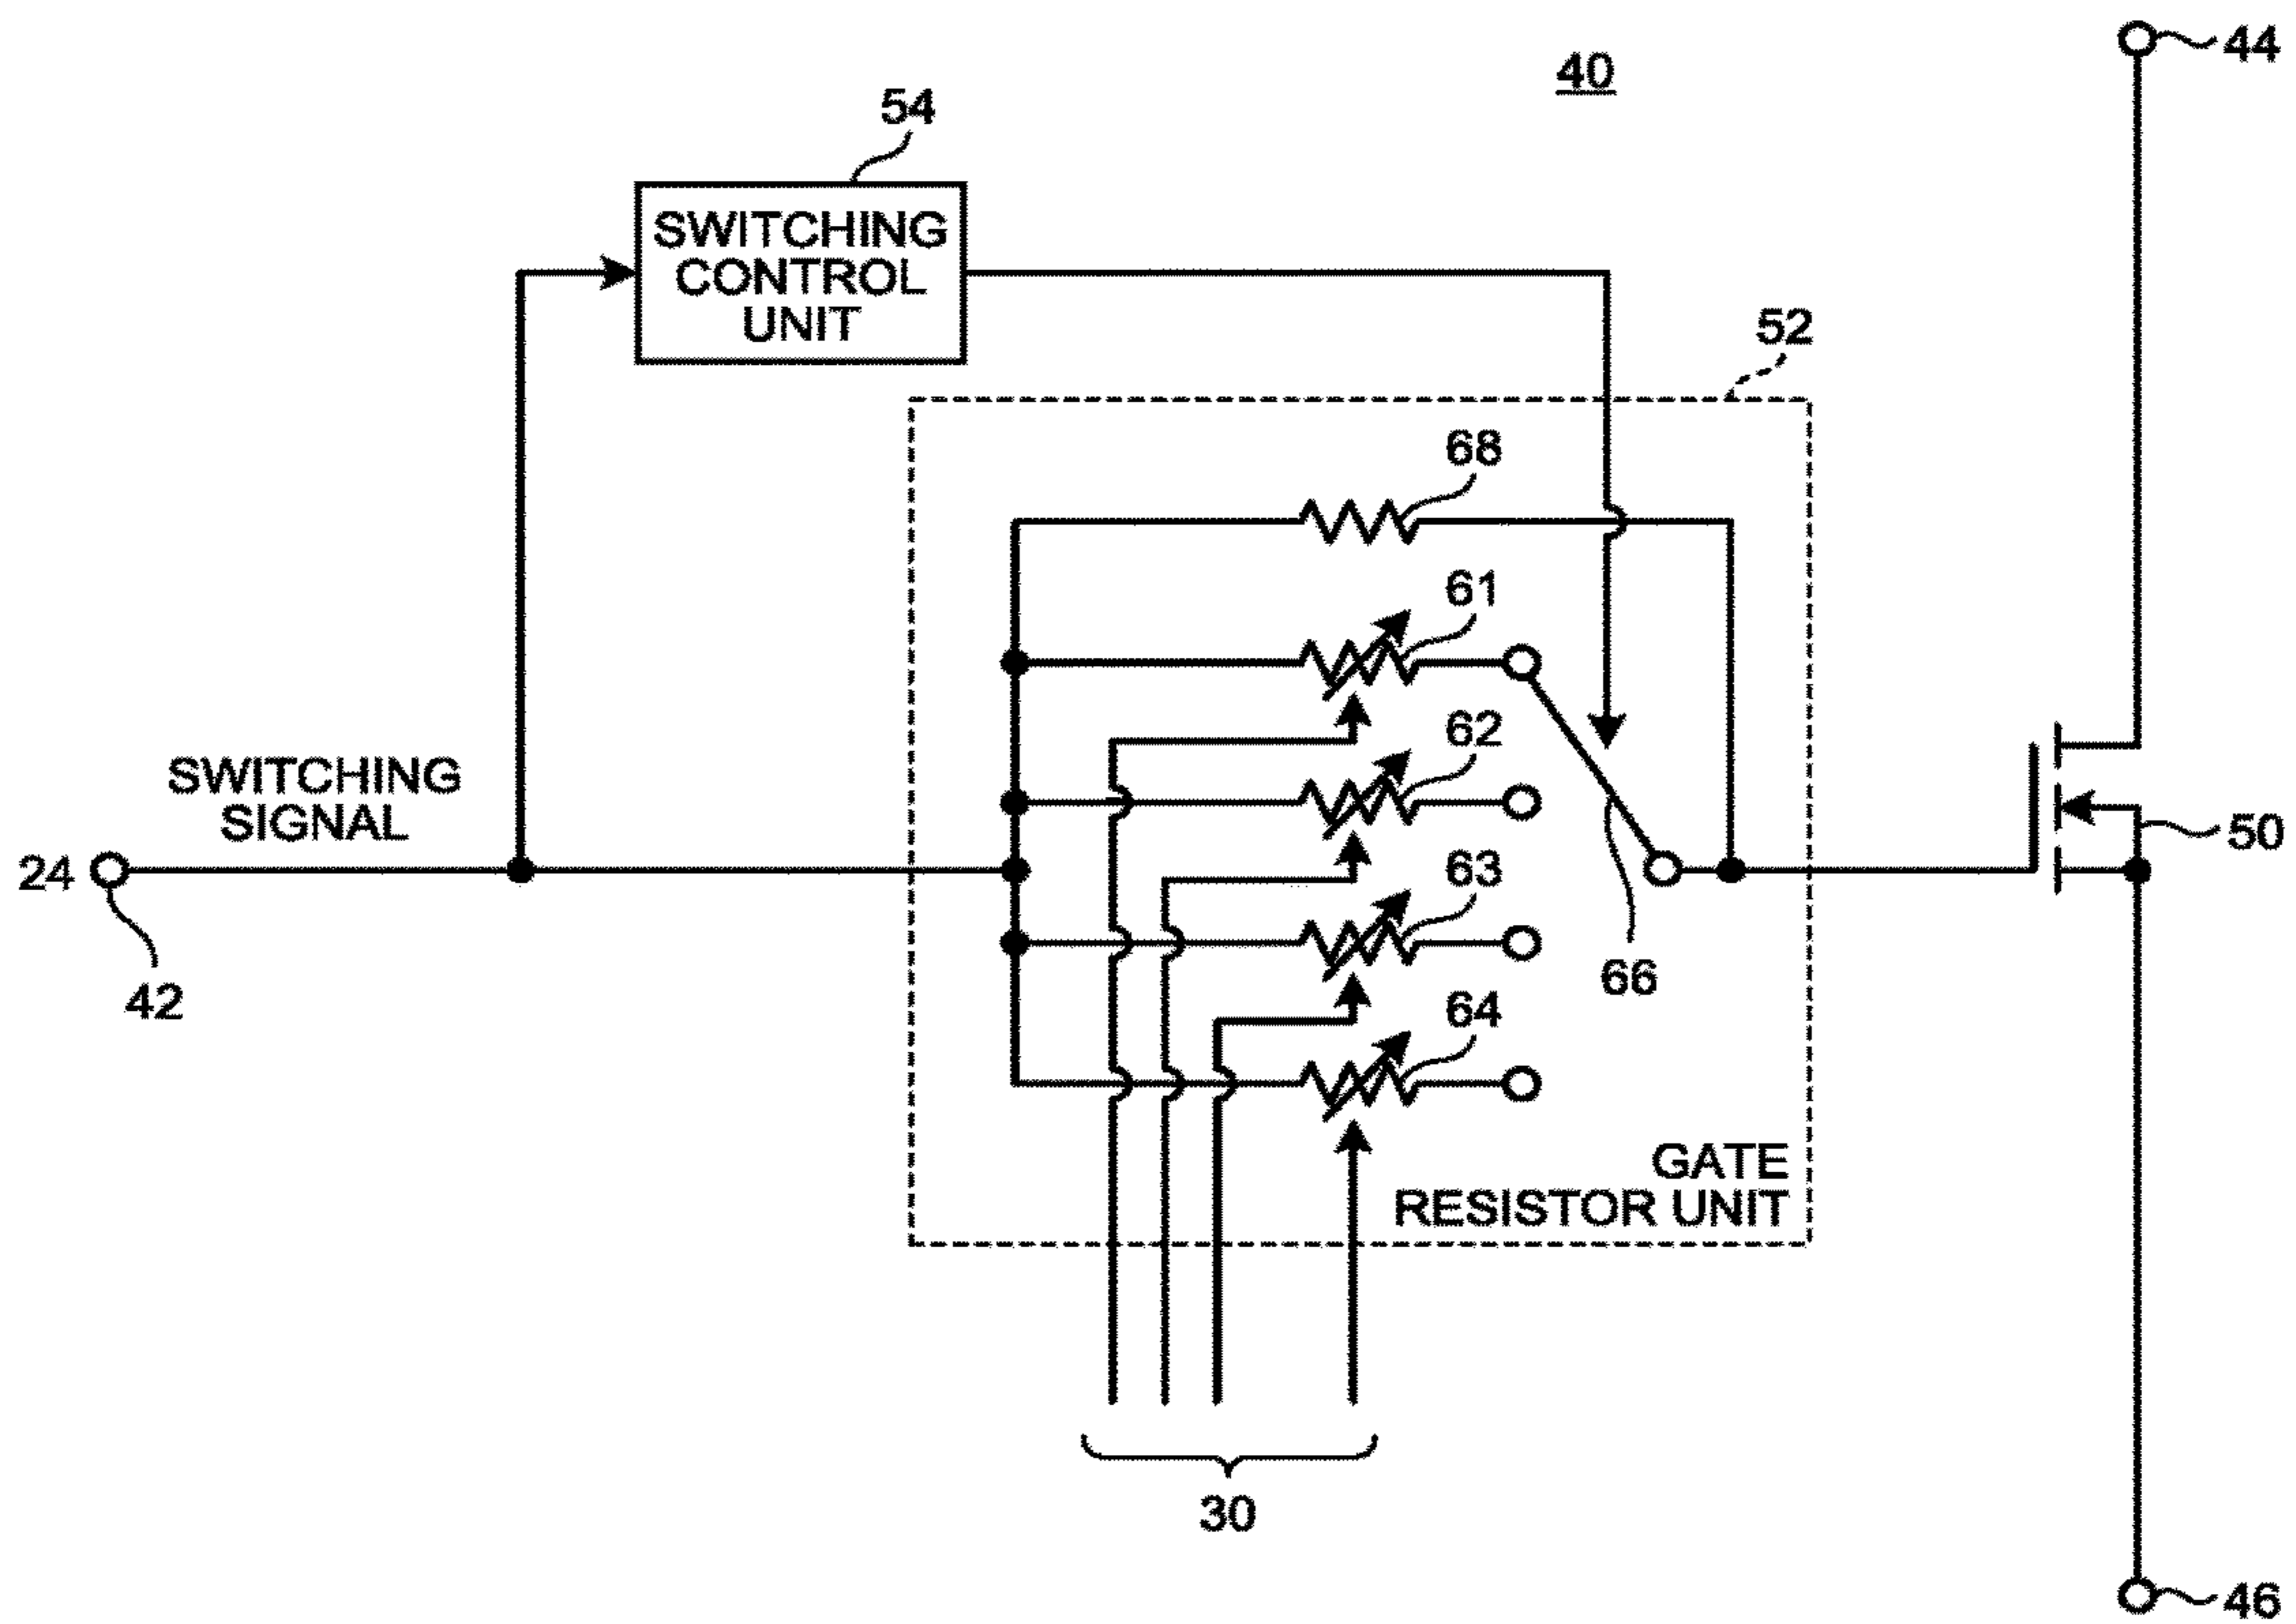 44
40
54
SWITCHING
CONTROL
UNIT
52
68
61
62
SWITCHING
SIGNAL
50
24
63
66
42
64
GATE
RESISTOR UNIT
30
46